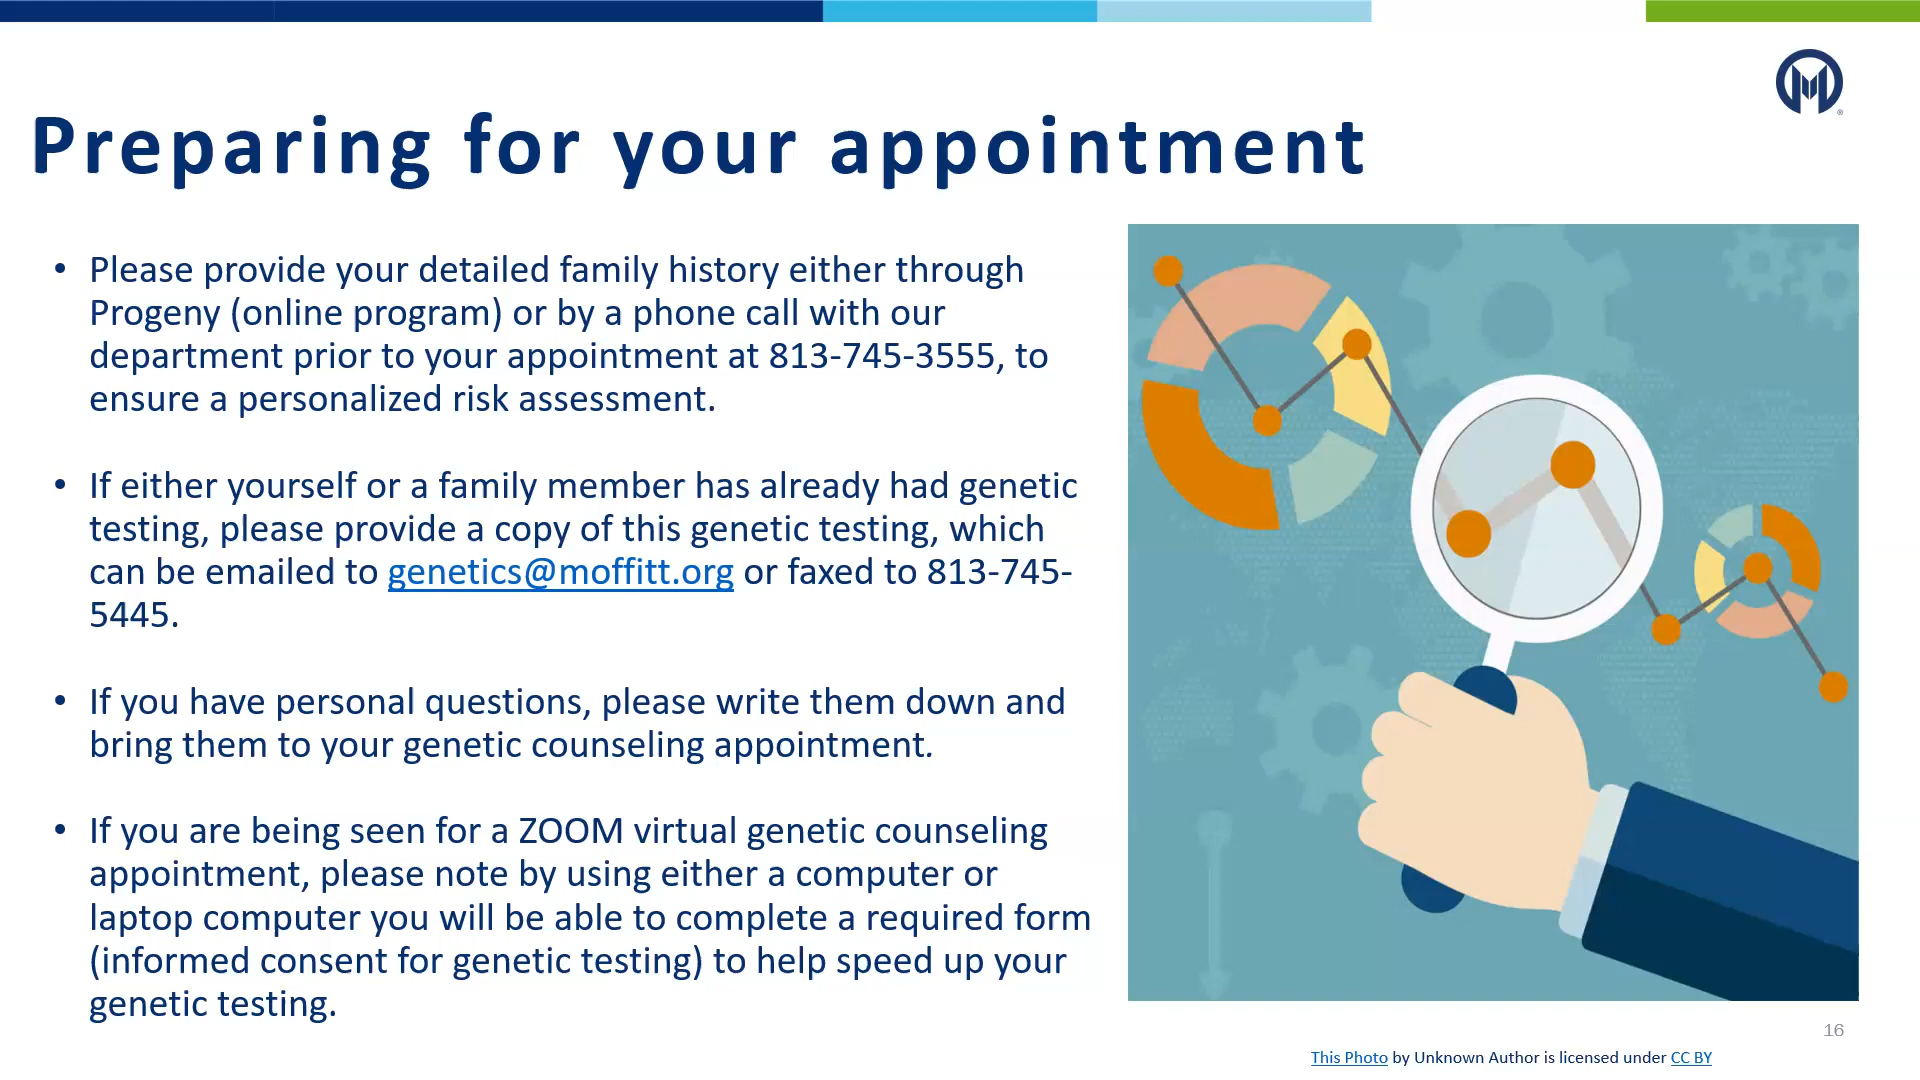 Preparing for your appointment
• Please provide your detailed family history either through
Progeny (online program) or by a phone call with our
department prior to your appointment at 813-745-3555, to
ensure a personalized risk assessment.
• If either yourself or a family member has already had genetic
testing, please provide a copy of this genetic testing, which
can be emailed to genetics@moffitt.org or faxed to 813-745-
5445.
• If you have personal questions, please write them down and
bring them to your genetic counseling appointment.
• If you are being seen for a ZOOM virtual genetic counseling
appointment, please note by using either a computer or
laptop computer you will be able to complete a required form
(informed consent for genetic testing) to help speed up your
genetic testing.
16
This Photo by Unknown Author is licensed under CC BY